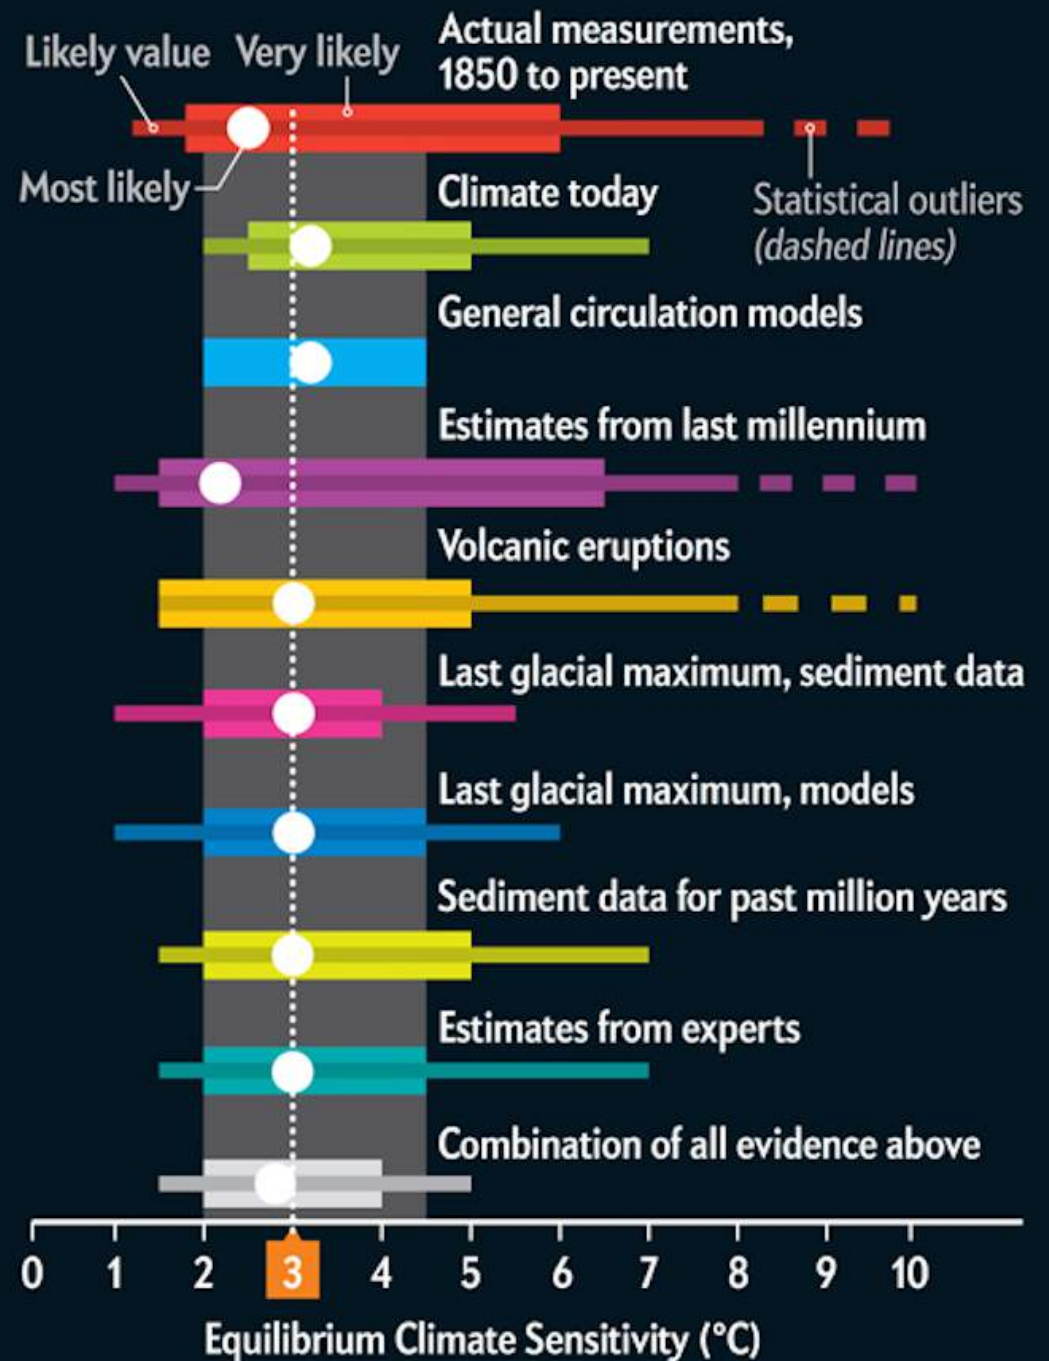 Actual measurements,
1850 to present
Likely value
Very likely
Most likely
Climate today
Statistical outliers
(dashed lines)
General circulation models
Estimates from last millennium
Volcanic eruptions
Last glacial maximum, sediment data
Last glacial maximum, models
Sediment data for past million years
Estimates from experts
Combination of all evidence above
0 1 2 3 4 5 6 7 8 9 10
Equilibrium Climate Sensitivity (°C)